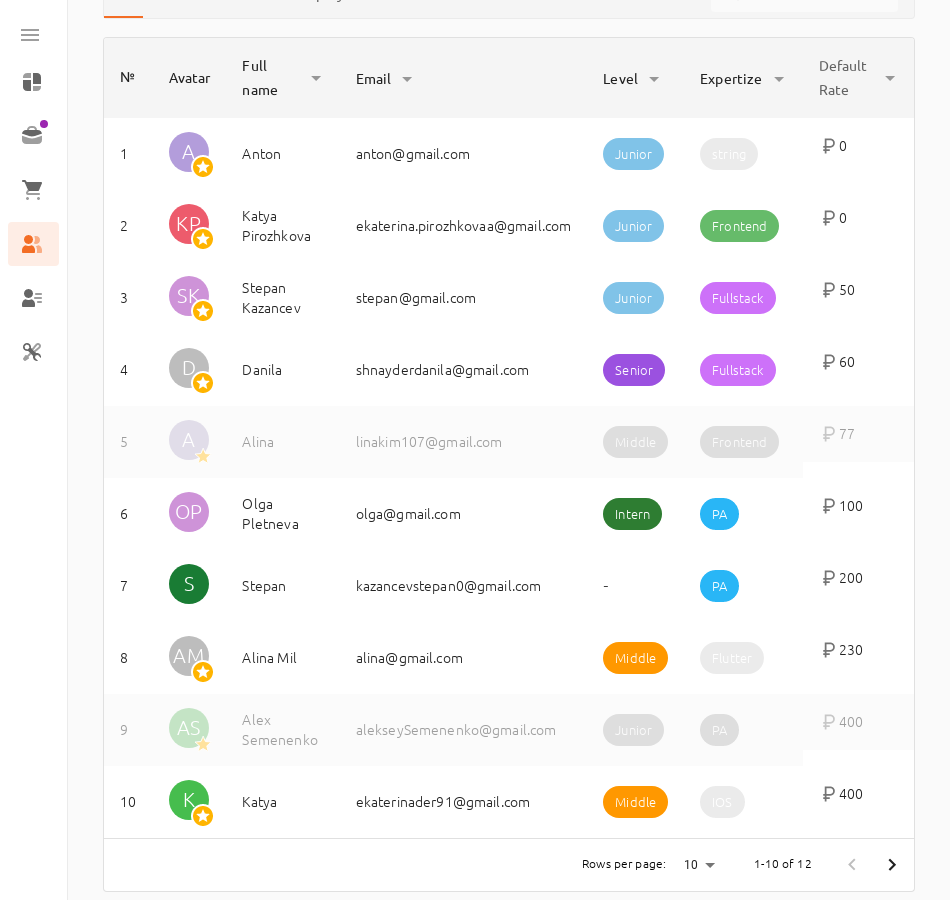 № Avatar Full name Email Level Expertize Default Rate
1 A Anton anton@gmail.com Junior string ₽ 0
2 KP Katya Pirozhkova ekaterina.pirozhkovaa@gmail.com Junior Frontend ₽ 0
3 SK Stepan Kazancev stepan@gmail.com Junior Fullstack ₽ 50
4 D Danila shnayderdanila@gmail.com Senior Fullstack ₽ 60
5 A Alina linakim107@gmail.com Middle Frontend ₽ 77
6 OP Olga Pletneva olga@gmail.com Intern PA ₽ 100
7 S Stepan kazancevstepan0@gmail.com - PA ₽ 200
8 AM Alina Mil alina@gmail.com Middle Flutter ₽ 230
9 AS Alex Semenenko alekseySemenenko@gmail.com Junior PA ₽ 400
10 K Katya ekaterinader91@gmail.com Middle IOS ₽ 400
Rows per page: 10 1-10 of 12